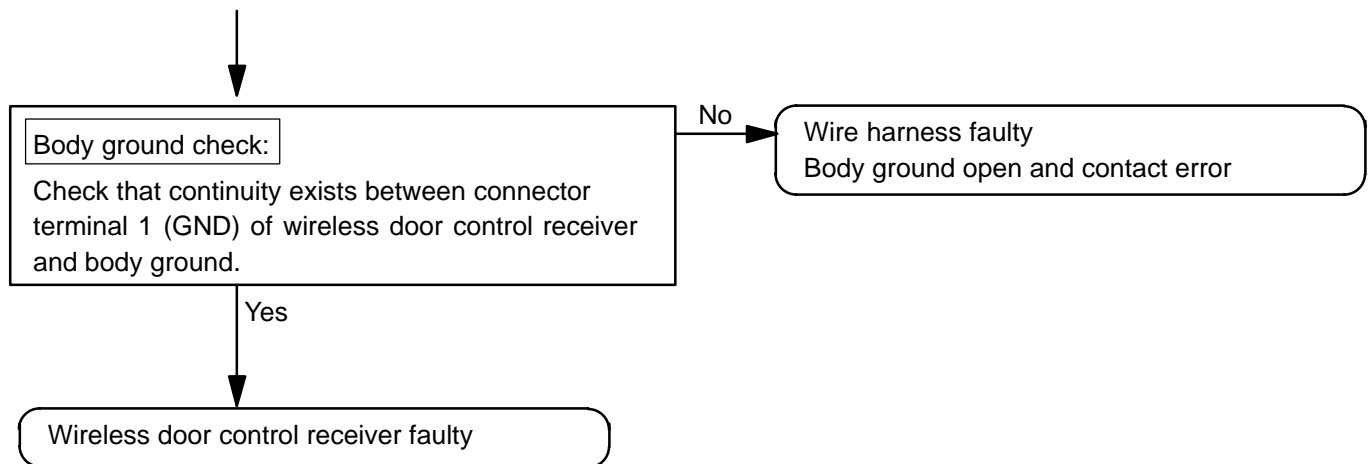 No
Body ground check:
Wire harness faulty
Body ground open and contact error
Check that continuity exists between connector
terminal 1 (GND) of wireless door control receiver
and body ground.
Yes
Wireless door control receiver faulty